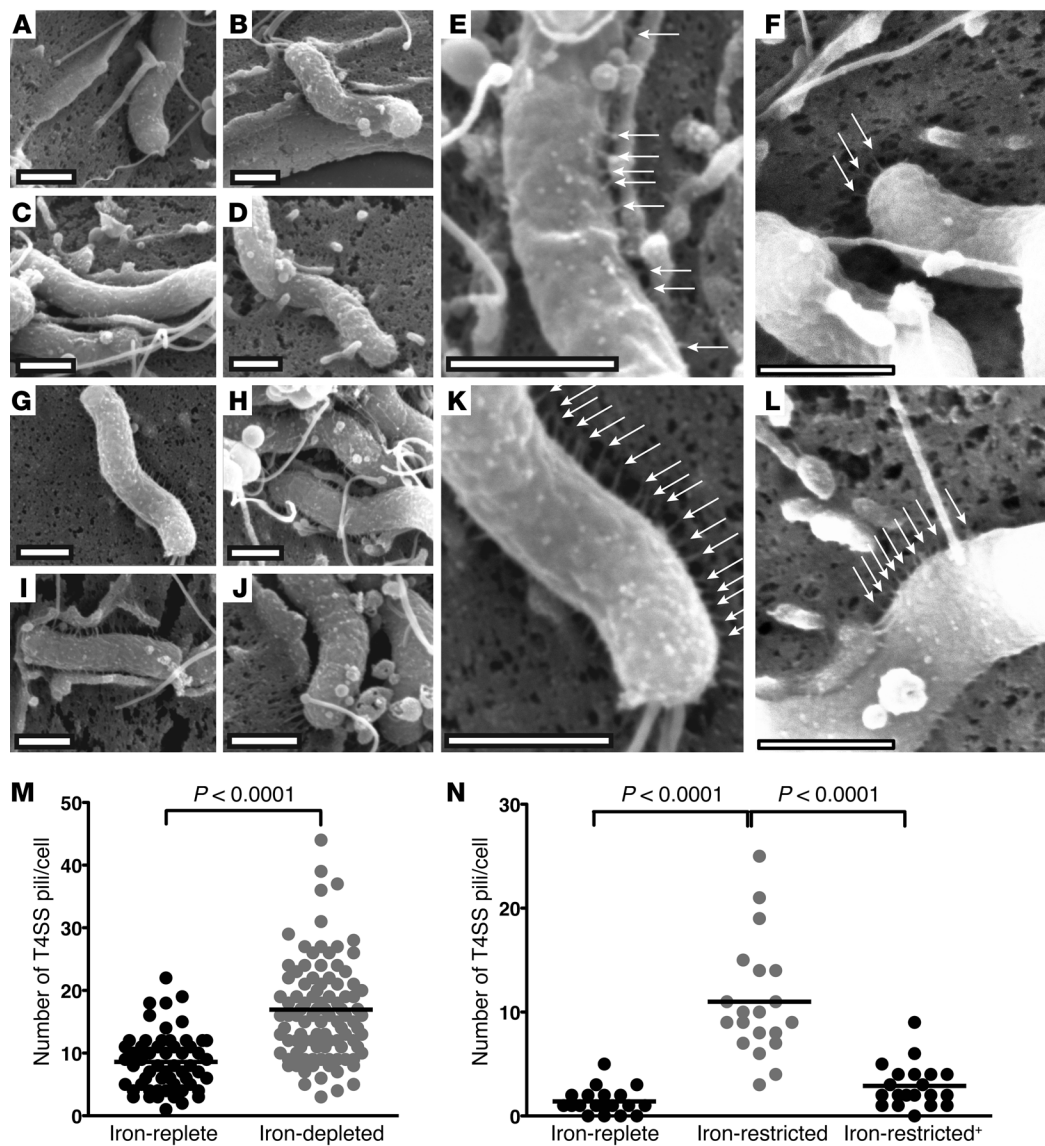 A
B
E
F
C
D
G
H
K
L
I
J
M
P < 0.0001
50
40
30
20
10
0
Number of T4SS pili/cell
Iron-replete
Iron-depleted
N
P < 0.0001
P < 0.0001
30
20
10
0
Number of T4SS pili/cell
Iron-replete
Iron-restricted
Iron-restricted⁺